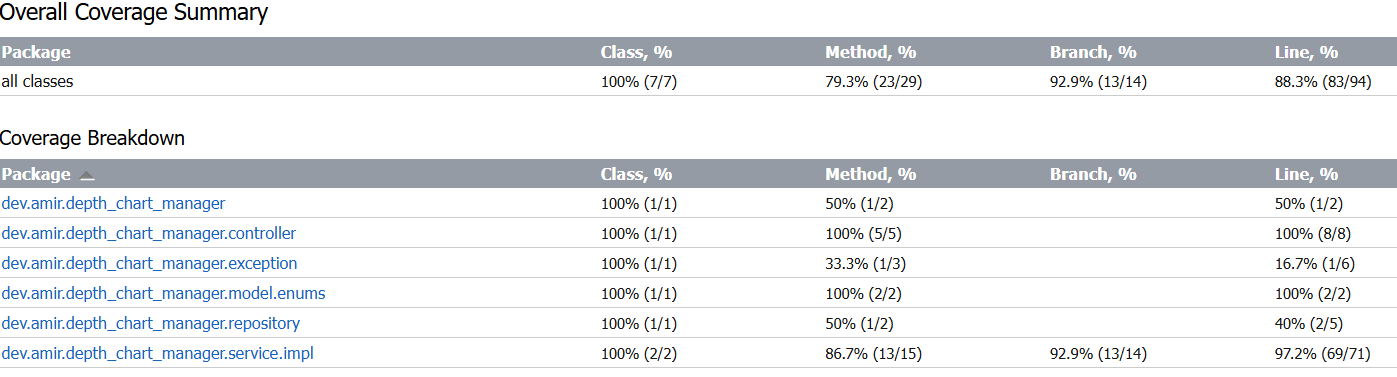 Overall Coverage Summary
Package Class, % Method, % Branch, % Line, %
all classes 100% (7/7) 79.3% (23/29) 92.9% (13/14) 88.3% (83/94)
Coverage Breakdown
Package Class, % Method, % Branch, % Line, %
dev.amir.depth_chart_manager 100% (1/1) 50% (1/2) 50% (1/2)
dev.amir.depth_chart_manager.controller 100% (1/1) 100% (5/5) 100% (8/8)
dev.amir.depth_chart_manager.exception 100% (1/1) 33.3% (1/3) 16.7% (1/6)
dev.amir.depth_chart_manager.model.enums 100% (1/1) 100% (2/2) 100% (2/2)
dev.amir.depth_chart_manager.repository 100% (1/1) 50% (1/2) 40% (2/5)
dev.amir.depth_chart_manager.service.impl 100% (2/2) 86.7% (13/15) 92.9% (13/14) 97.2% (69/71)